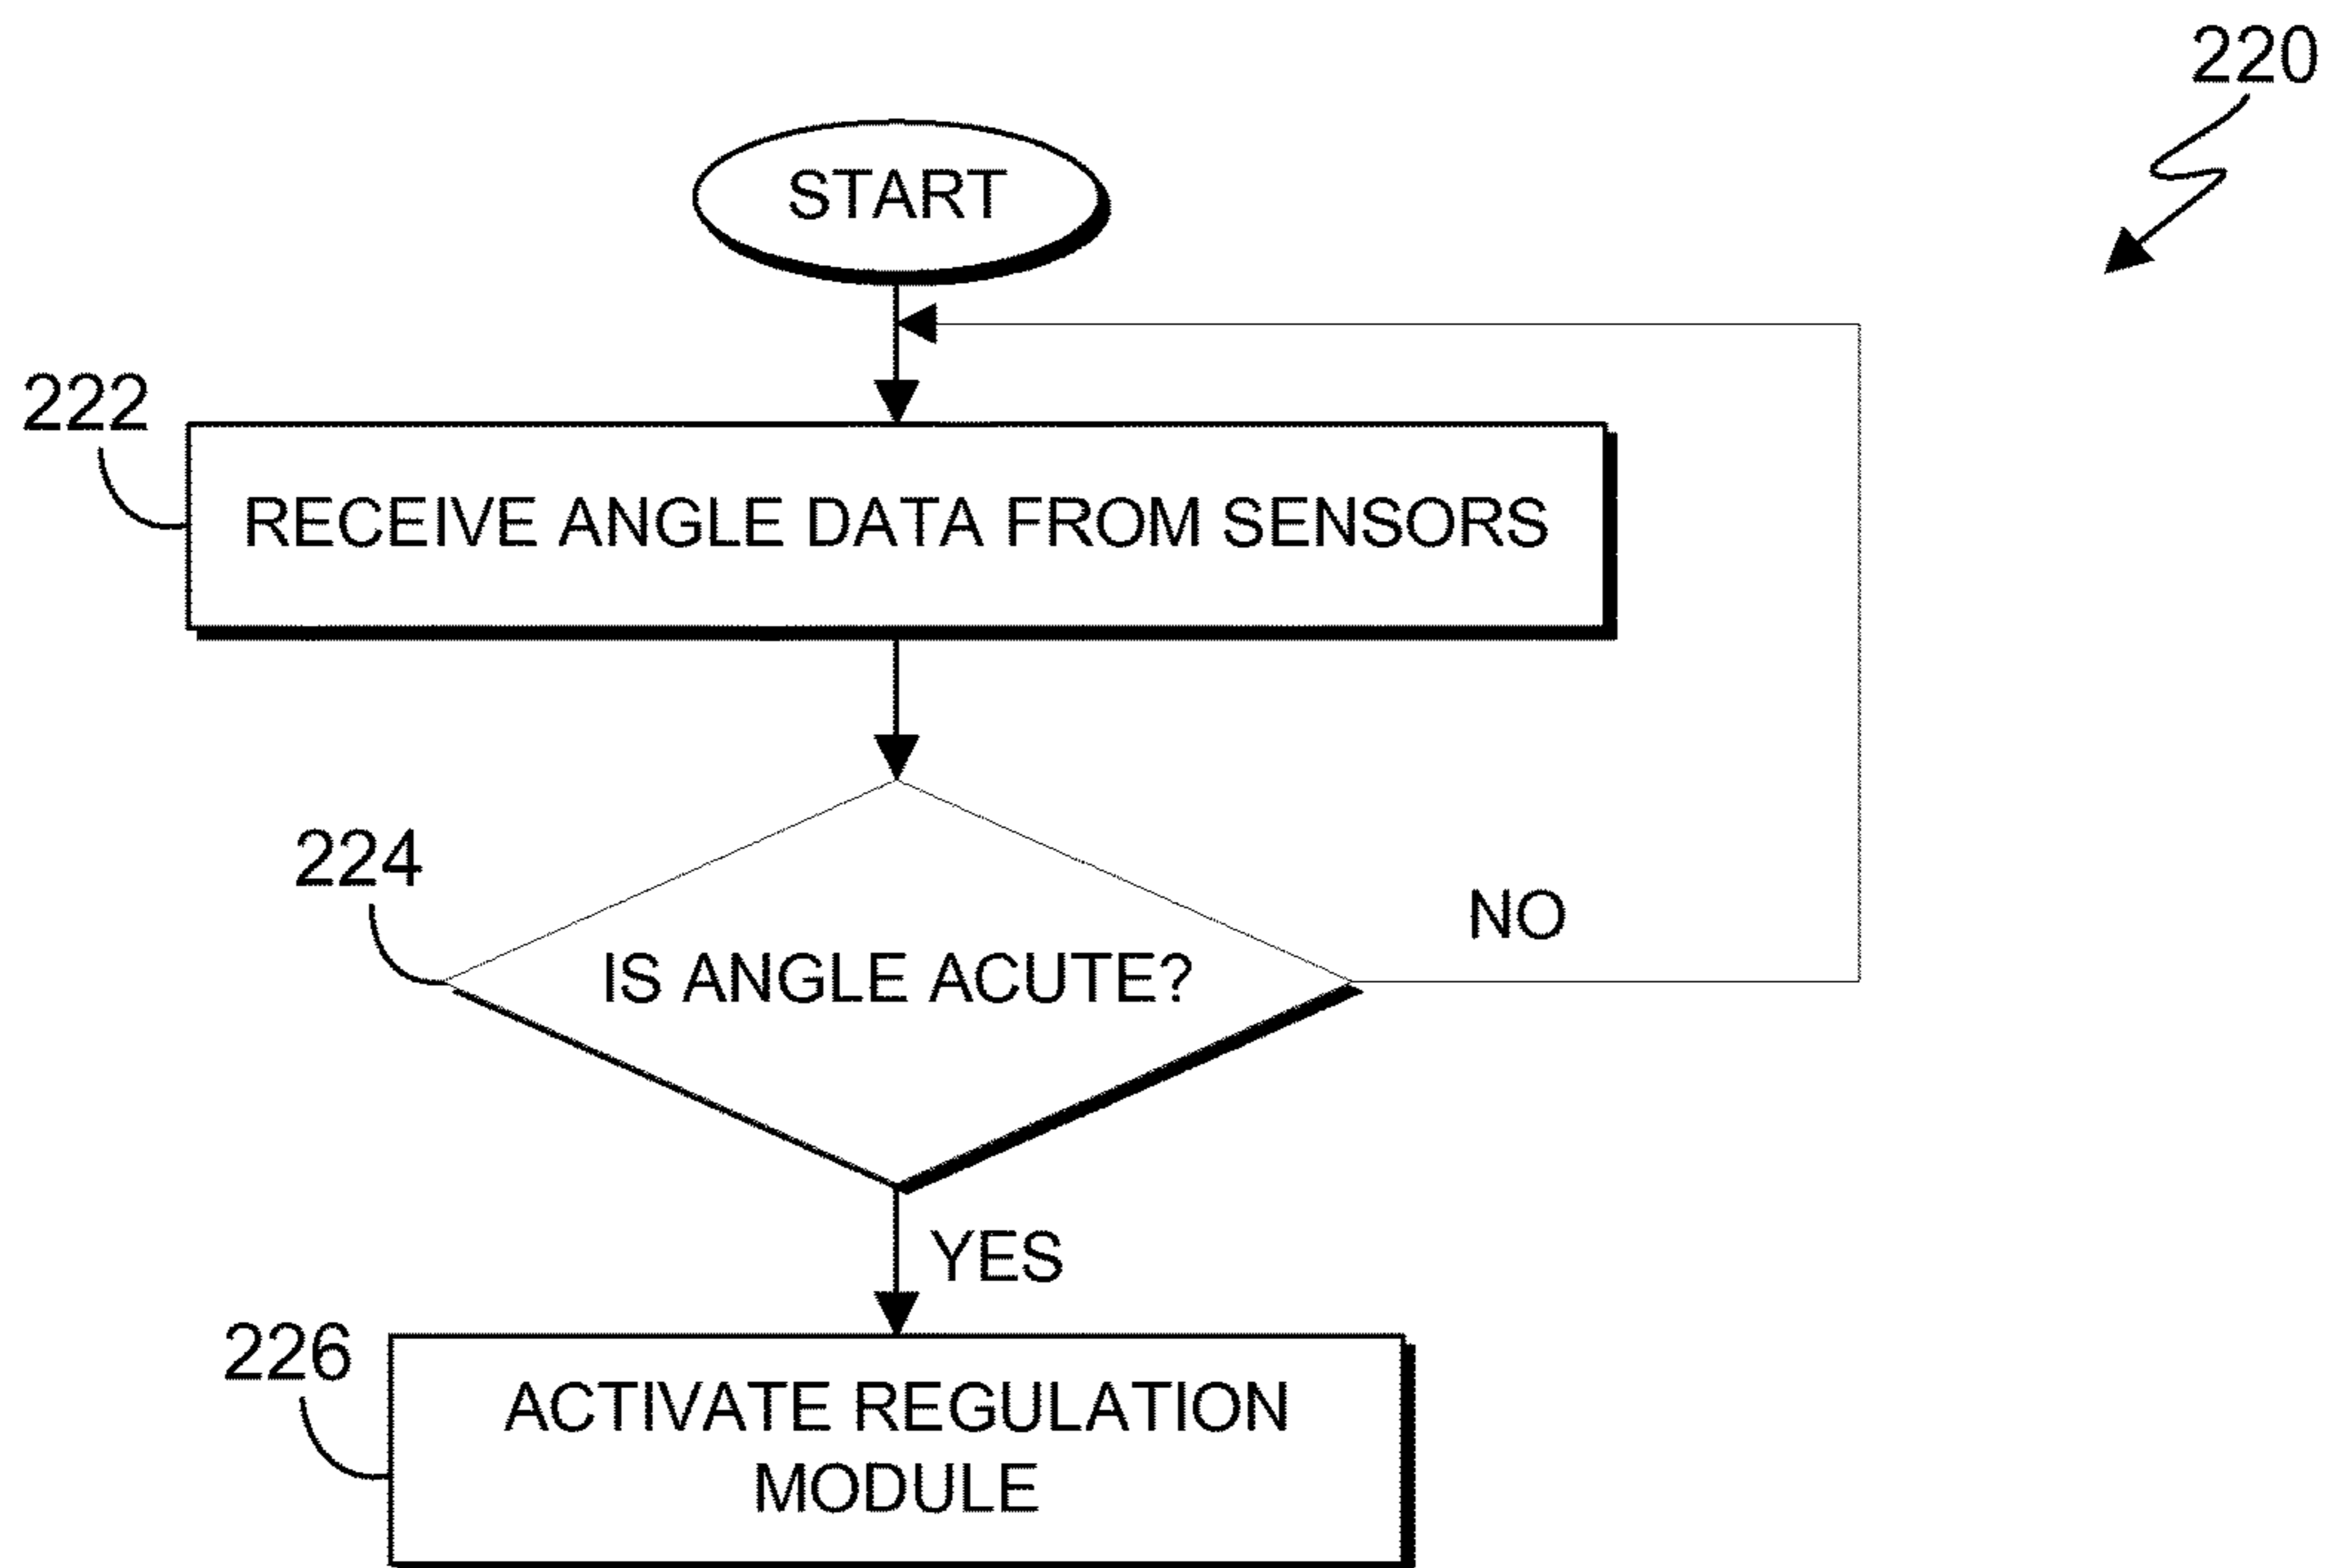 220
START
222
RECEIVE ANGLE DATA FROM SENSORS
224
IS ANGLE ACUTE?
NO
YES
226
ACTIVATE REGULATION
MODULE